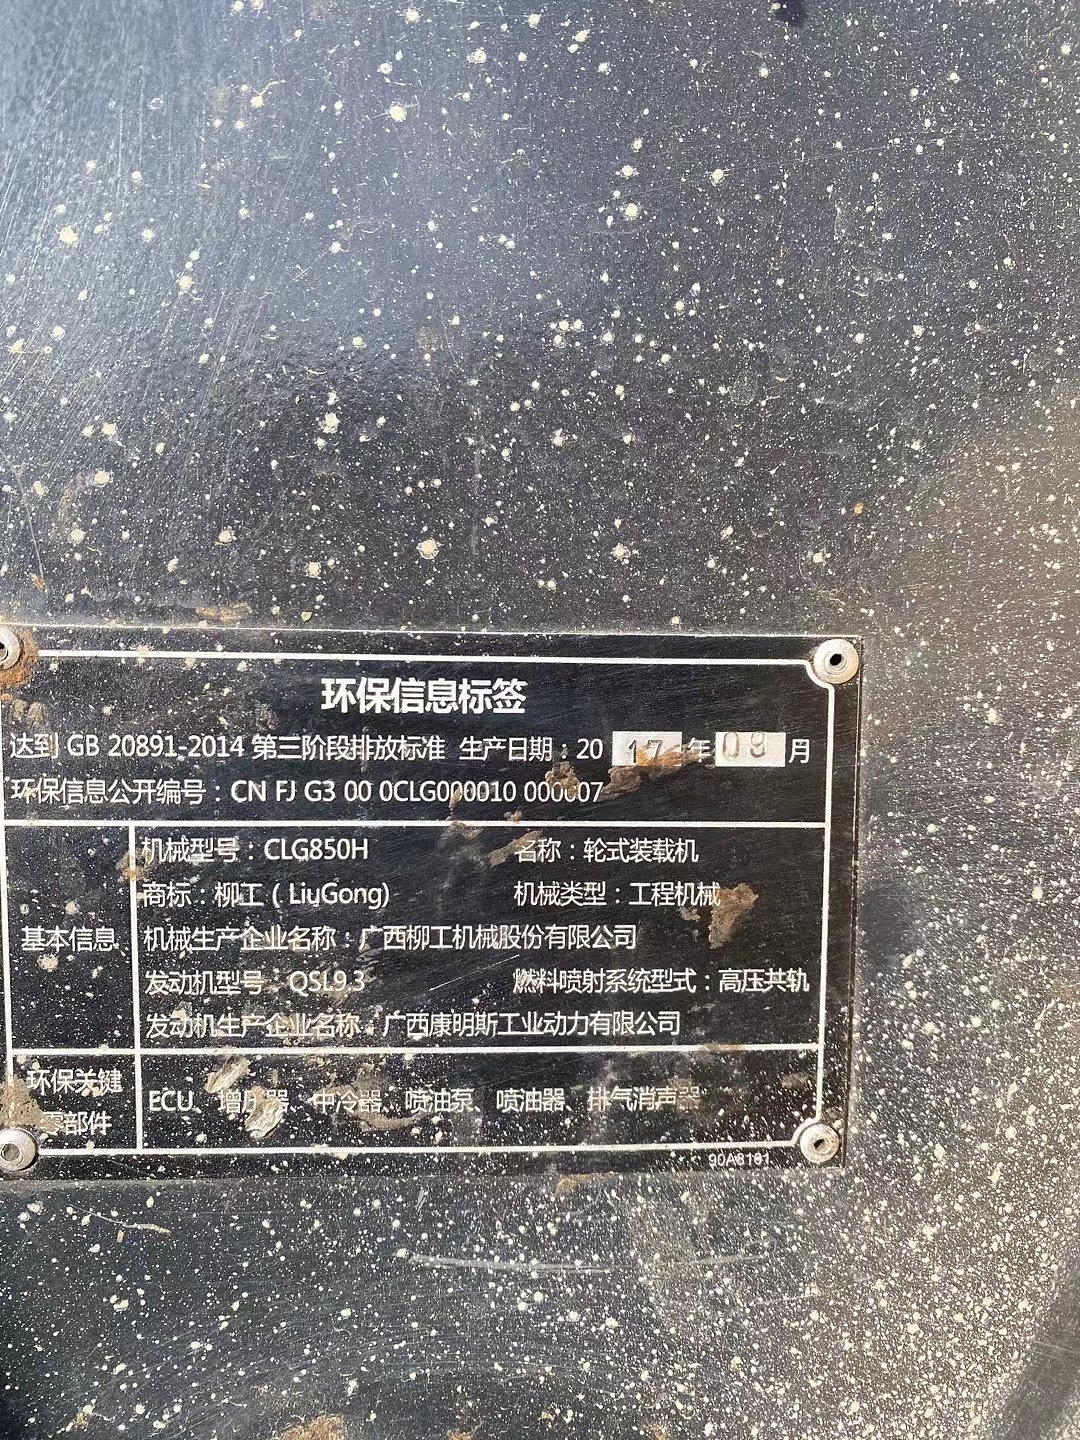 环保信息标签
达到 GB 20891-2014 第三阶段排放标准 生产日期：2017年09月
环保信息公开编号：CN FJ G3 00 0CLG000010 000007
机械型号：CLG850H 名称：轮式装载机
商标：柳工（LiuGong) 机械类型：工程机械
基本信息
机械生产企业名称：广西柳工机械股份有限公司
发动机型号：QSL9.3 燃料喷射系统型式：高压共轨
发动机生产企业名称：广西康明斯工业动力有限公司
环保关键
零部件
ECU、增压器、中冷器、喷油泵、喷油器、排气消声器
90A8181